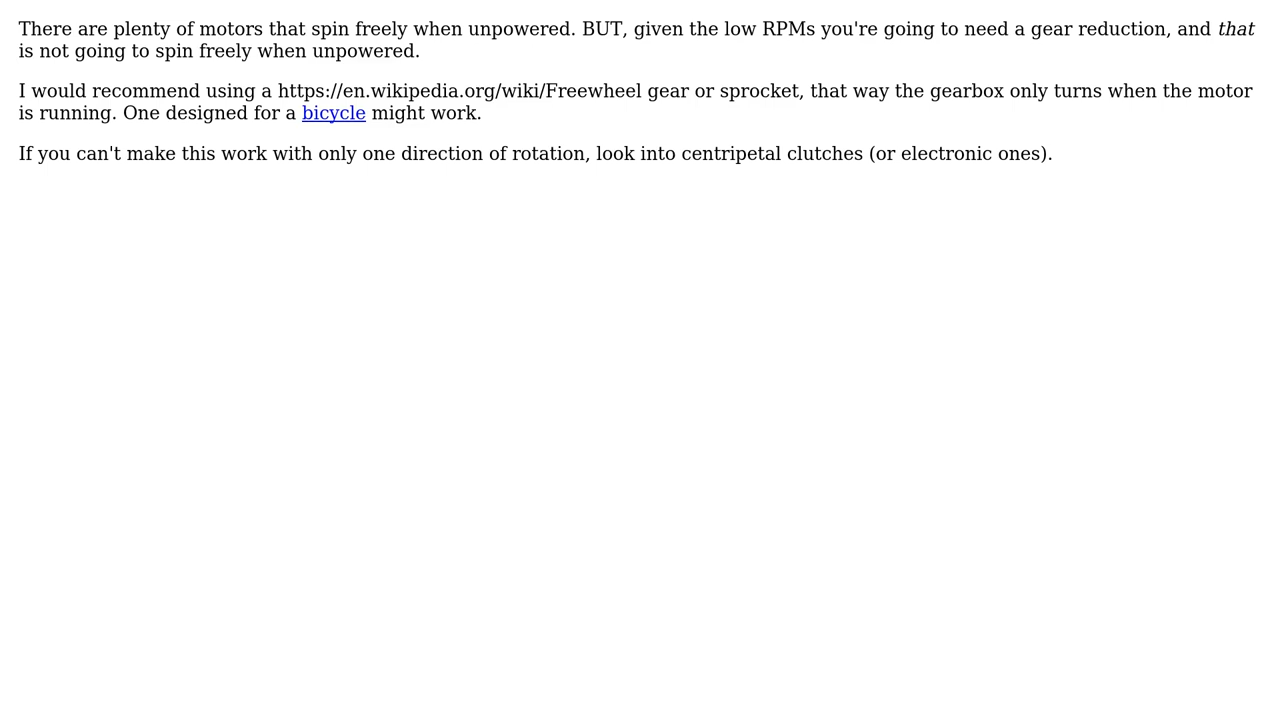 There are plenty of motors that spin freely when unpowered. BUT, given the low RPMs you're going to need a gear reduction, and that
is not going to spin freely when unpowered.
I would recommend using a https://en.wikipedia.org/wiki/Freewheel gear or sprocket, that way the gearbox only turns when the motor
is running. One designed for a bicycle might work.
If you can't make this work with only one direction of rotation, look into centripetal clutches (or electronic ones).